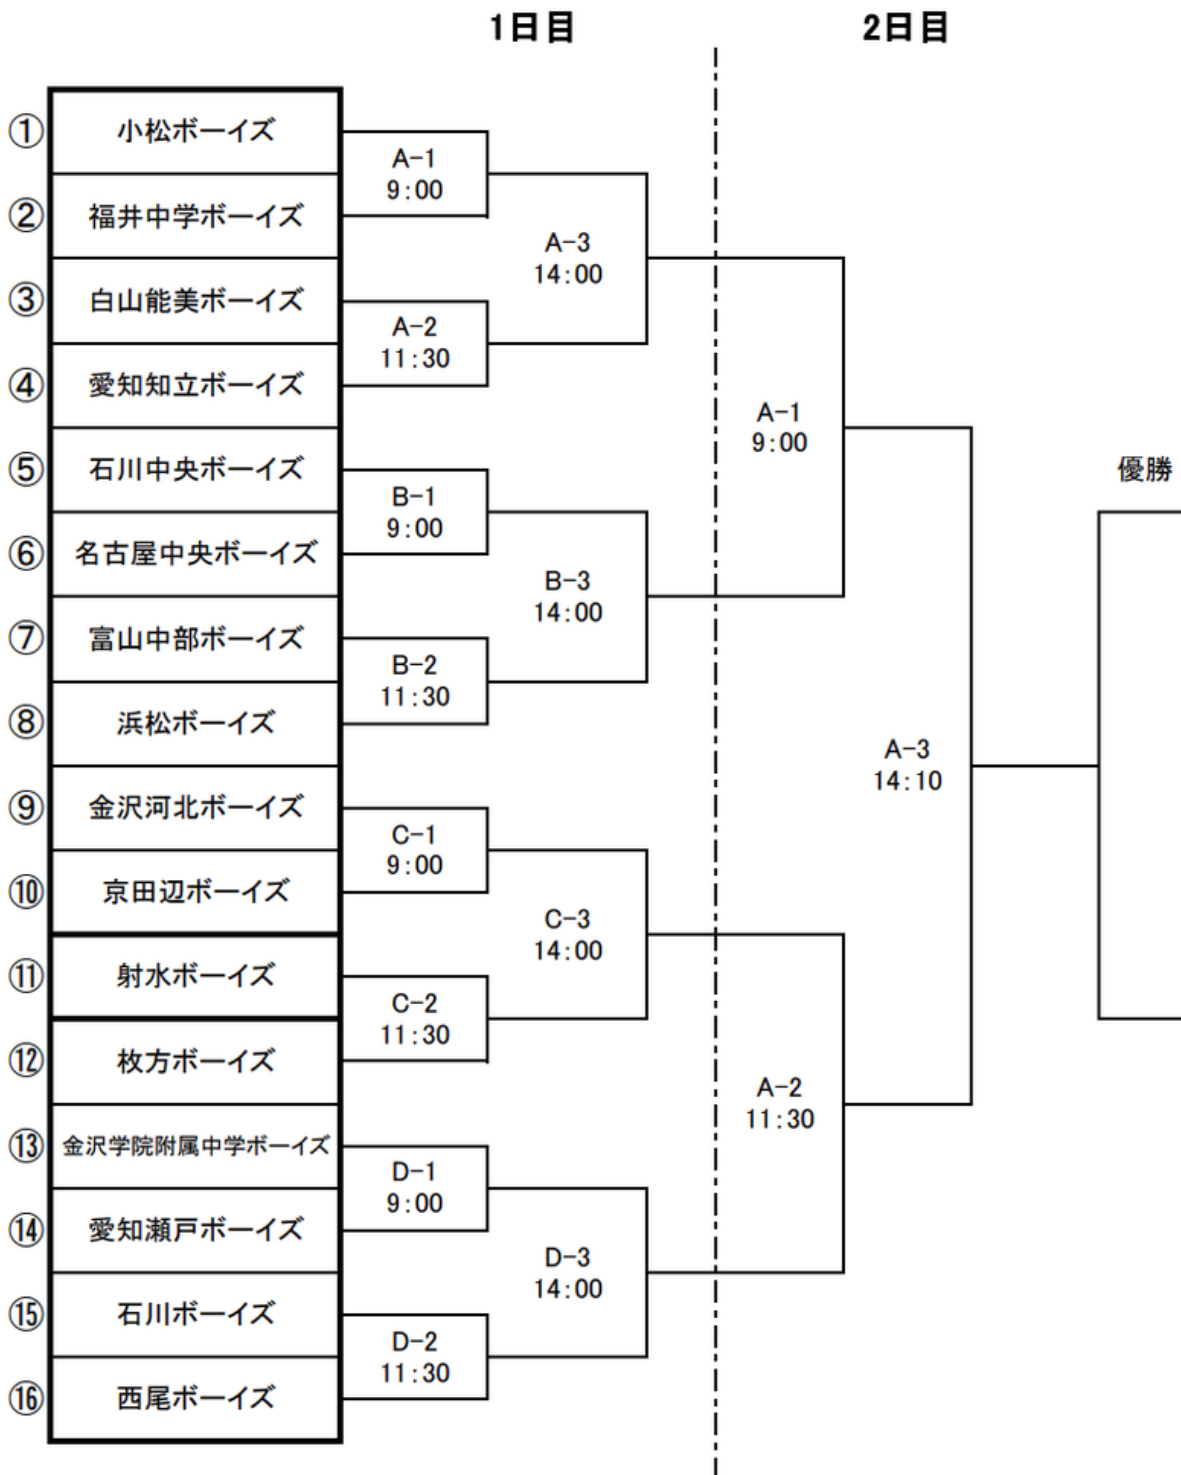 1日目
2日目
① 小松ボーイズ
② 福井中学ボーイズ
③ 白山能美ボーイズ
④ 愛知知立ボーイズ
⑤ 石川中央ボーイズ
⑥ 名古屋中央ボーイズ
⑦ 富山中部ボーイズ
⑧ 浜松ボーイズ
⑨ 金沢河北ボーイズ
⑩ 京田辺ボーイズ
⑪ 射水ボーイズ
⑫ 枚方ボーイズ
⑬ 金沢学院附属中学ボーイズ
⑭ 愛知瀬戸ボーイズ
⑮ 石川ボーイズ
⑯ 西尾ボーイズ
A-1
9:00
A-2
11:30
B-1
9:00
B-2
11:30
C-1
9:00
C-2
11:30
D-1
9:00
D-2
11:30
A-3
14:00
B-3
14:00
C-3
14:00
D-3
14:00
A-1
9:00
A-2
11:30
A-3
14:10
優勝